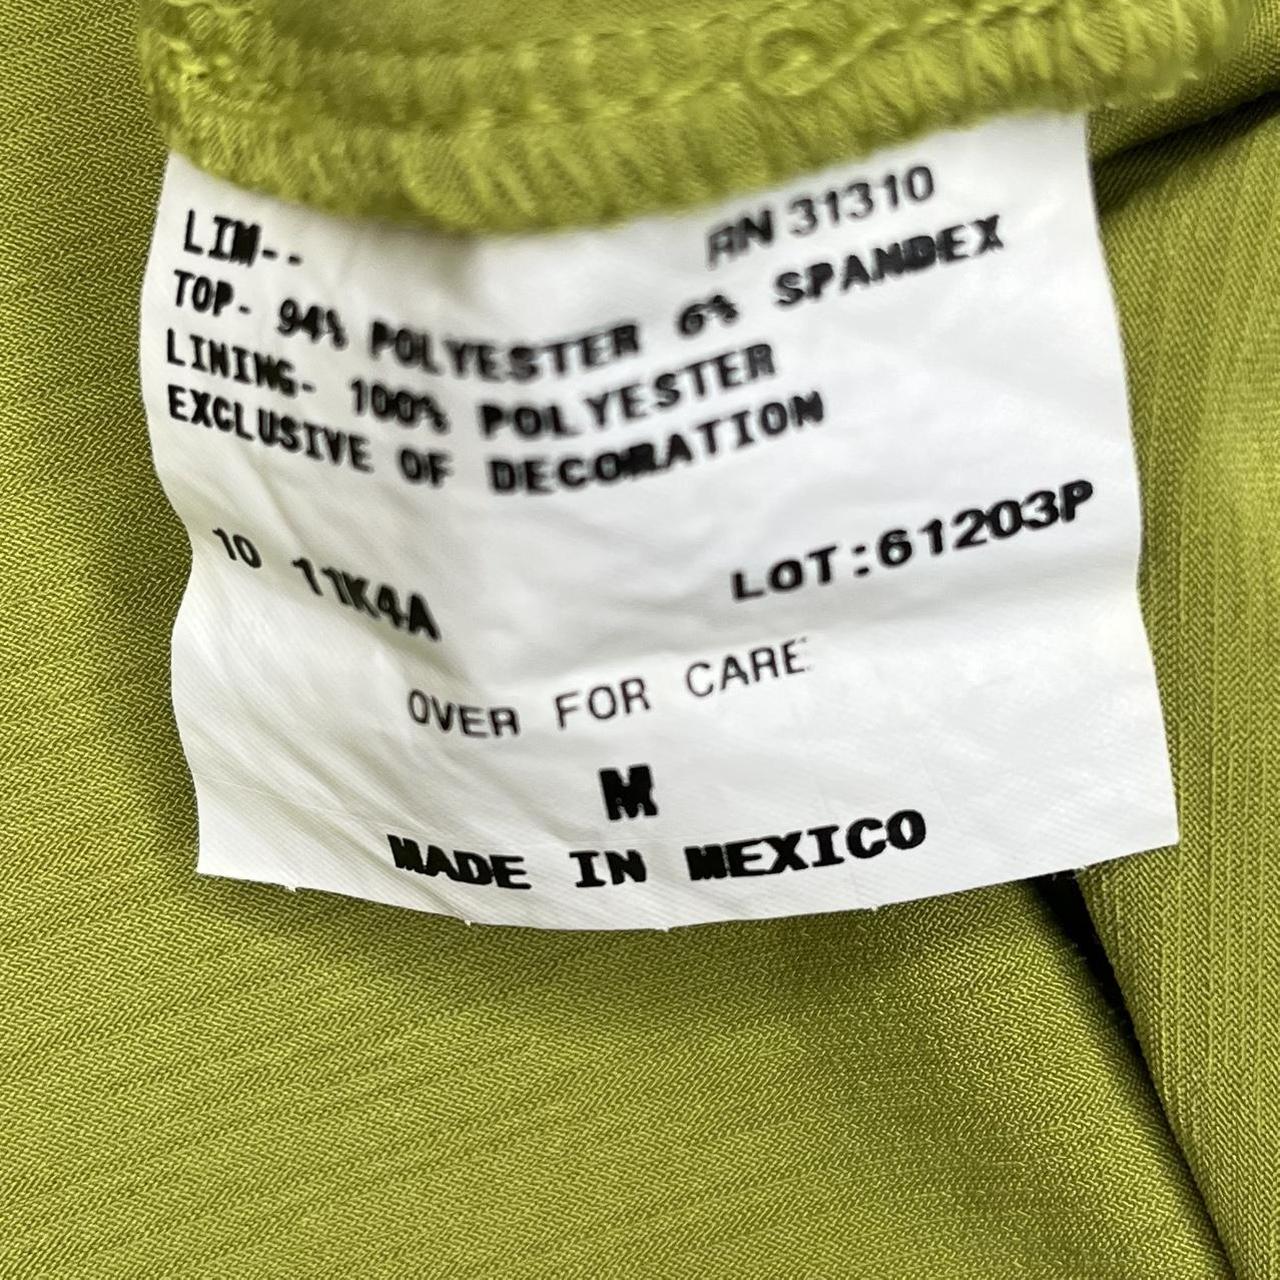 LIM--
RN 31310
TOP- 94% POLYESTER 6% SPANDEX
LINING- 100% POLYESTER
EXCLUSIVE OF DECORATION
10 11K4A
LOT:61203P
OVER FOR CARE
M
MADE IN MEXICO